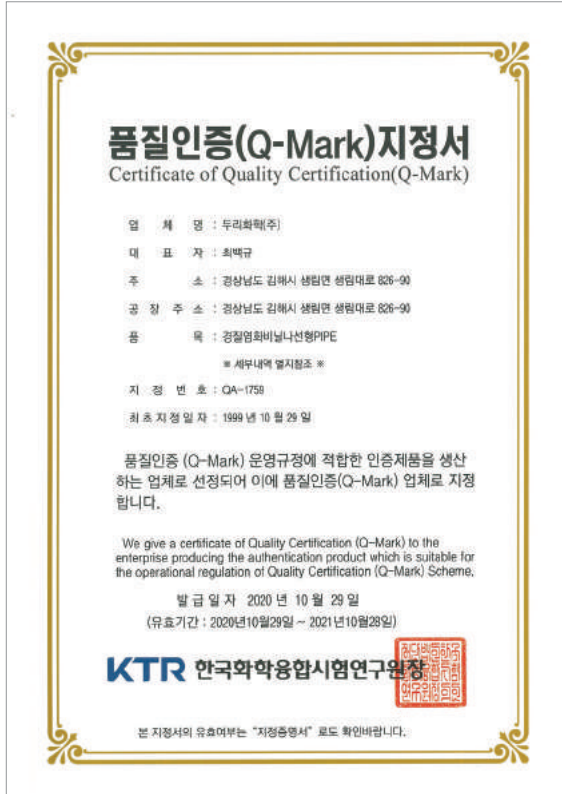 품질인증(Q-Mark)지정서
Certificate of Quality Certification(Q-Mark)
업 체 명 : 두리화학(주)
대 표 자 : 최백규
주 소 : 경상남도 김해시 생림면 생림대로 826-90
공 장 주 소 : 경상남도 김해시 생림면 생림대로 826-90
품 목 : 경질염화비닐나선형PIPE
※ 세부내역 별지참조 ※
지 정 번 호 : QA-1759
최초지정일자 : 1999 년 10 월 29 일
품질인증 (Q-Mark) 운영규정에 적합한 인증제품을 생산
하는 업체로 선정되어 이에 품질인증(Q-Mark) 업체로 지정
합니다.
We give a certificate of Quality Certification (Q-Mark) to the
enterprise producing the authentication product which is suitable for
the operational regulation of Quality Certification (Q-Mark) Scheme.
발 급 일 자 2020 년 10 월 29 일
(유효기간 : 2020년10월29일 ~ 2021년10월28일)
KTR 한국화학융합시험연구원장
본 지정서의 유효여부는 "지정증명서" 로도 확인바랍니다.